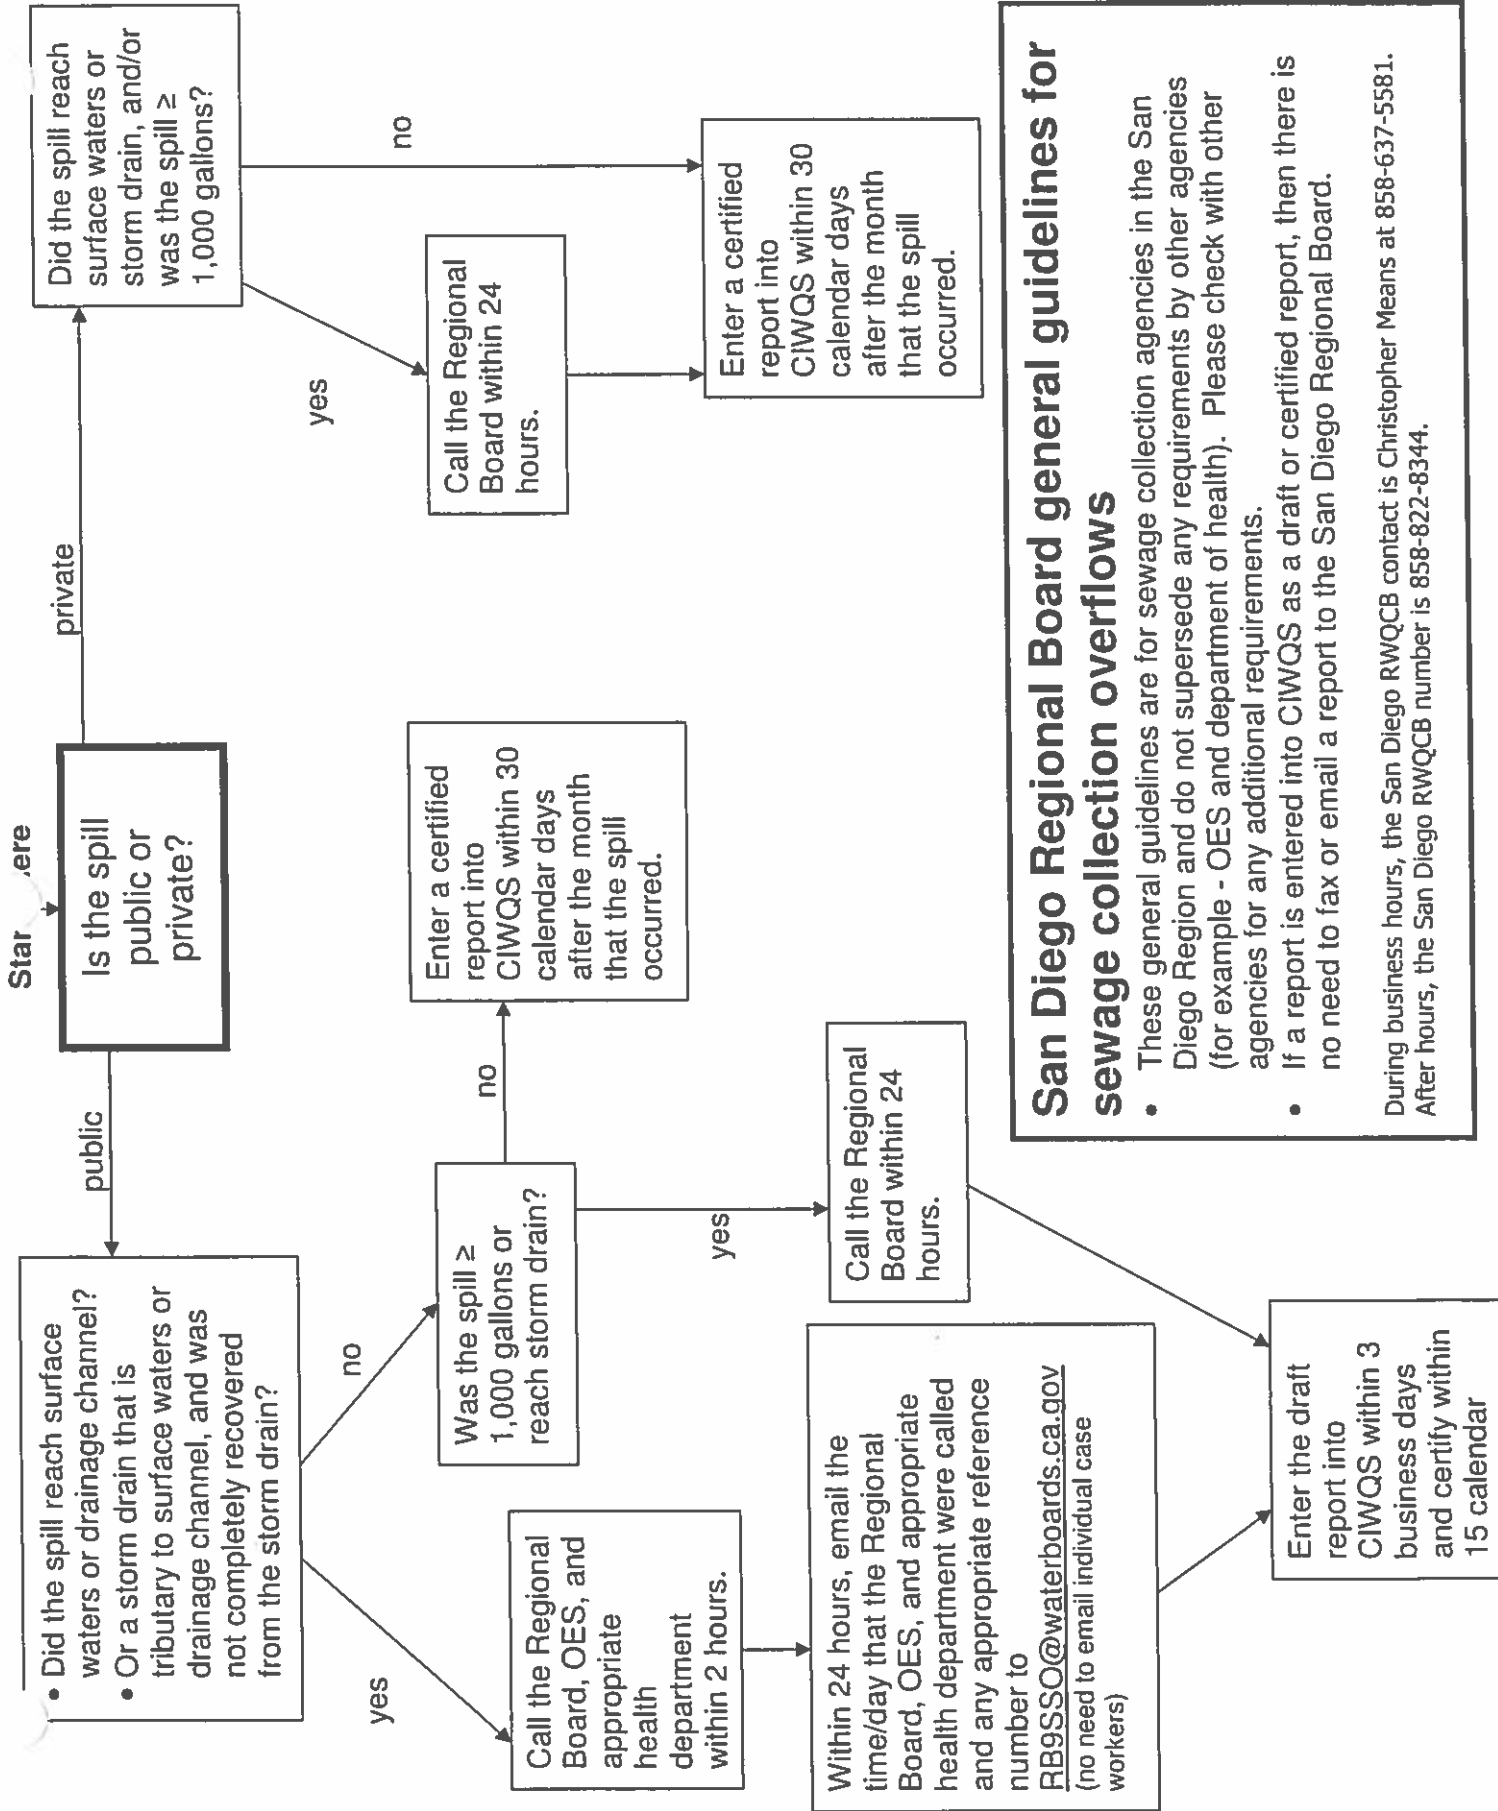 Star ere
Is the spill
public or
private?
public
private
• Did the spill reach surface
waters or drainage channel?
• Or a storm drain that is
tributary to surface waters or
drainage channel, and was
not completely recovered
from the storm drain?
yes
no
Call the Regional
Board, OES, and
appropriate
health
department
within 2 hours.
Within 24 hours, email the
time/day that the Regional
Board, OES, and appropriate
health department were called
and any appropriate reference
number to
RB9SSO@waterboards.ca.gov
(no need to email individual case
workers)
Was the spill ≥
1,000 gallons or
reach storm drain?
no
yes
Enter a certified
report into
CIWQS within 30
calendar days
after the month
that the spill
occurred.
Call the Regional
Board within 24
hours.
Enter the draft
report into
CIWQS within 3
business days
and certify within
15 calendar
Did the spill reach
surface waters or
storm drain, and/or
was the spill ≥
1,000 gallons?
yes
no
Call the Regional
Board within 24
hours.
Enter a certified
report into
CIWQS within 30
calendar days
after the month
that the spill
occurred.
San Diego Regional Board general guidelines for
sewage collection overflows
• These general guidelines are for sewage collection agencies in the San
Diego Region and do not supersede any requirements by other agencies
(for example - OES and department of health). Please check with other
agencies for any additional requirements.
• If a report is entered into CIWQS as a draft or certified report, then there is
no need to fax or email a report to the San Diego Regional Board.
During business hours, the San Diego RWQCB contact is Christopher Means at 858-637-5581.
After hours, the San Diego RWQCB number is 858-822-8344.